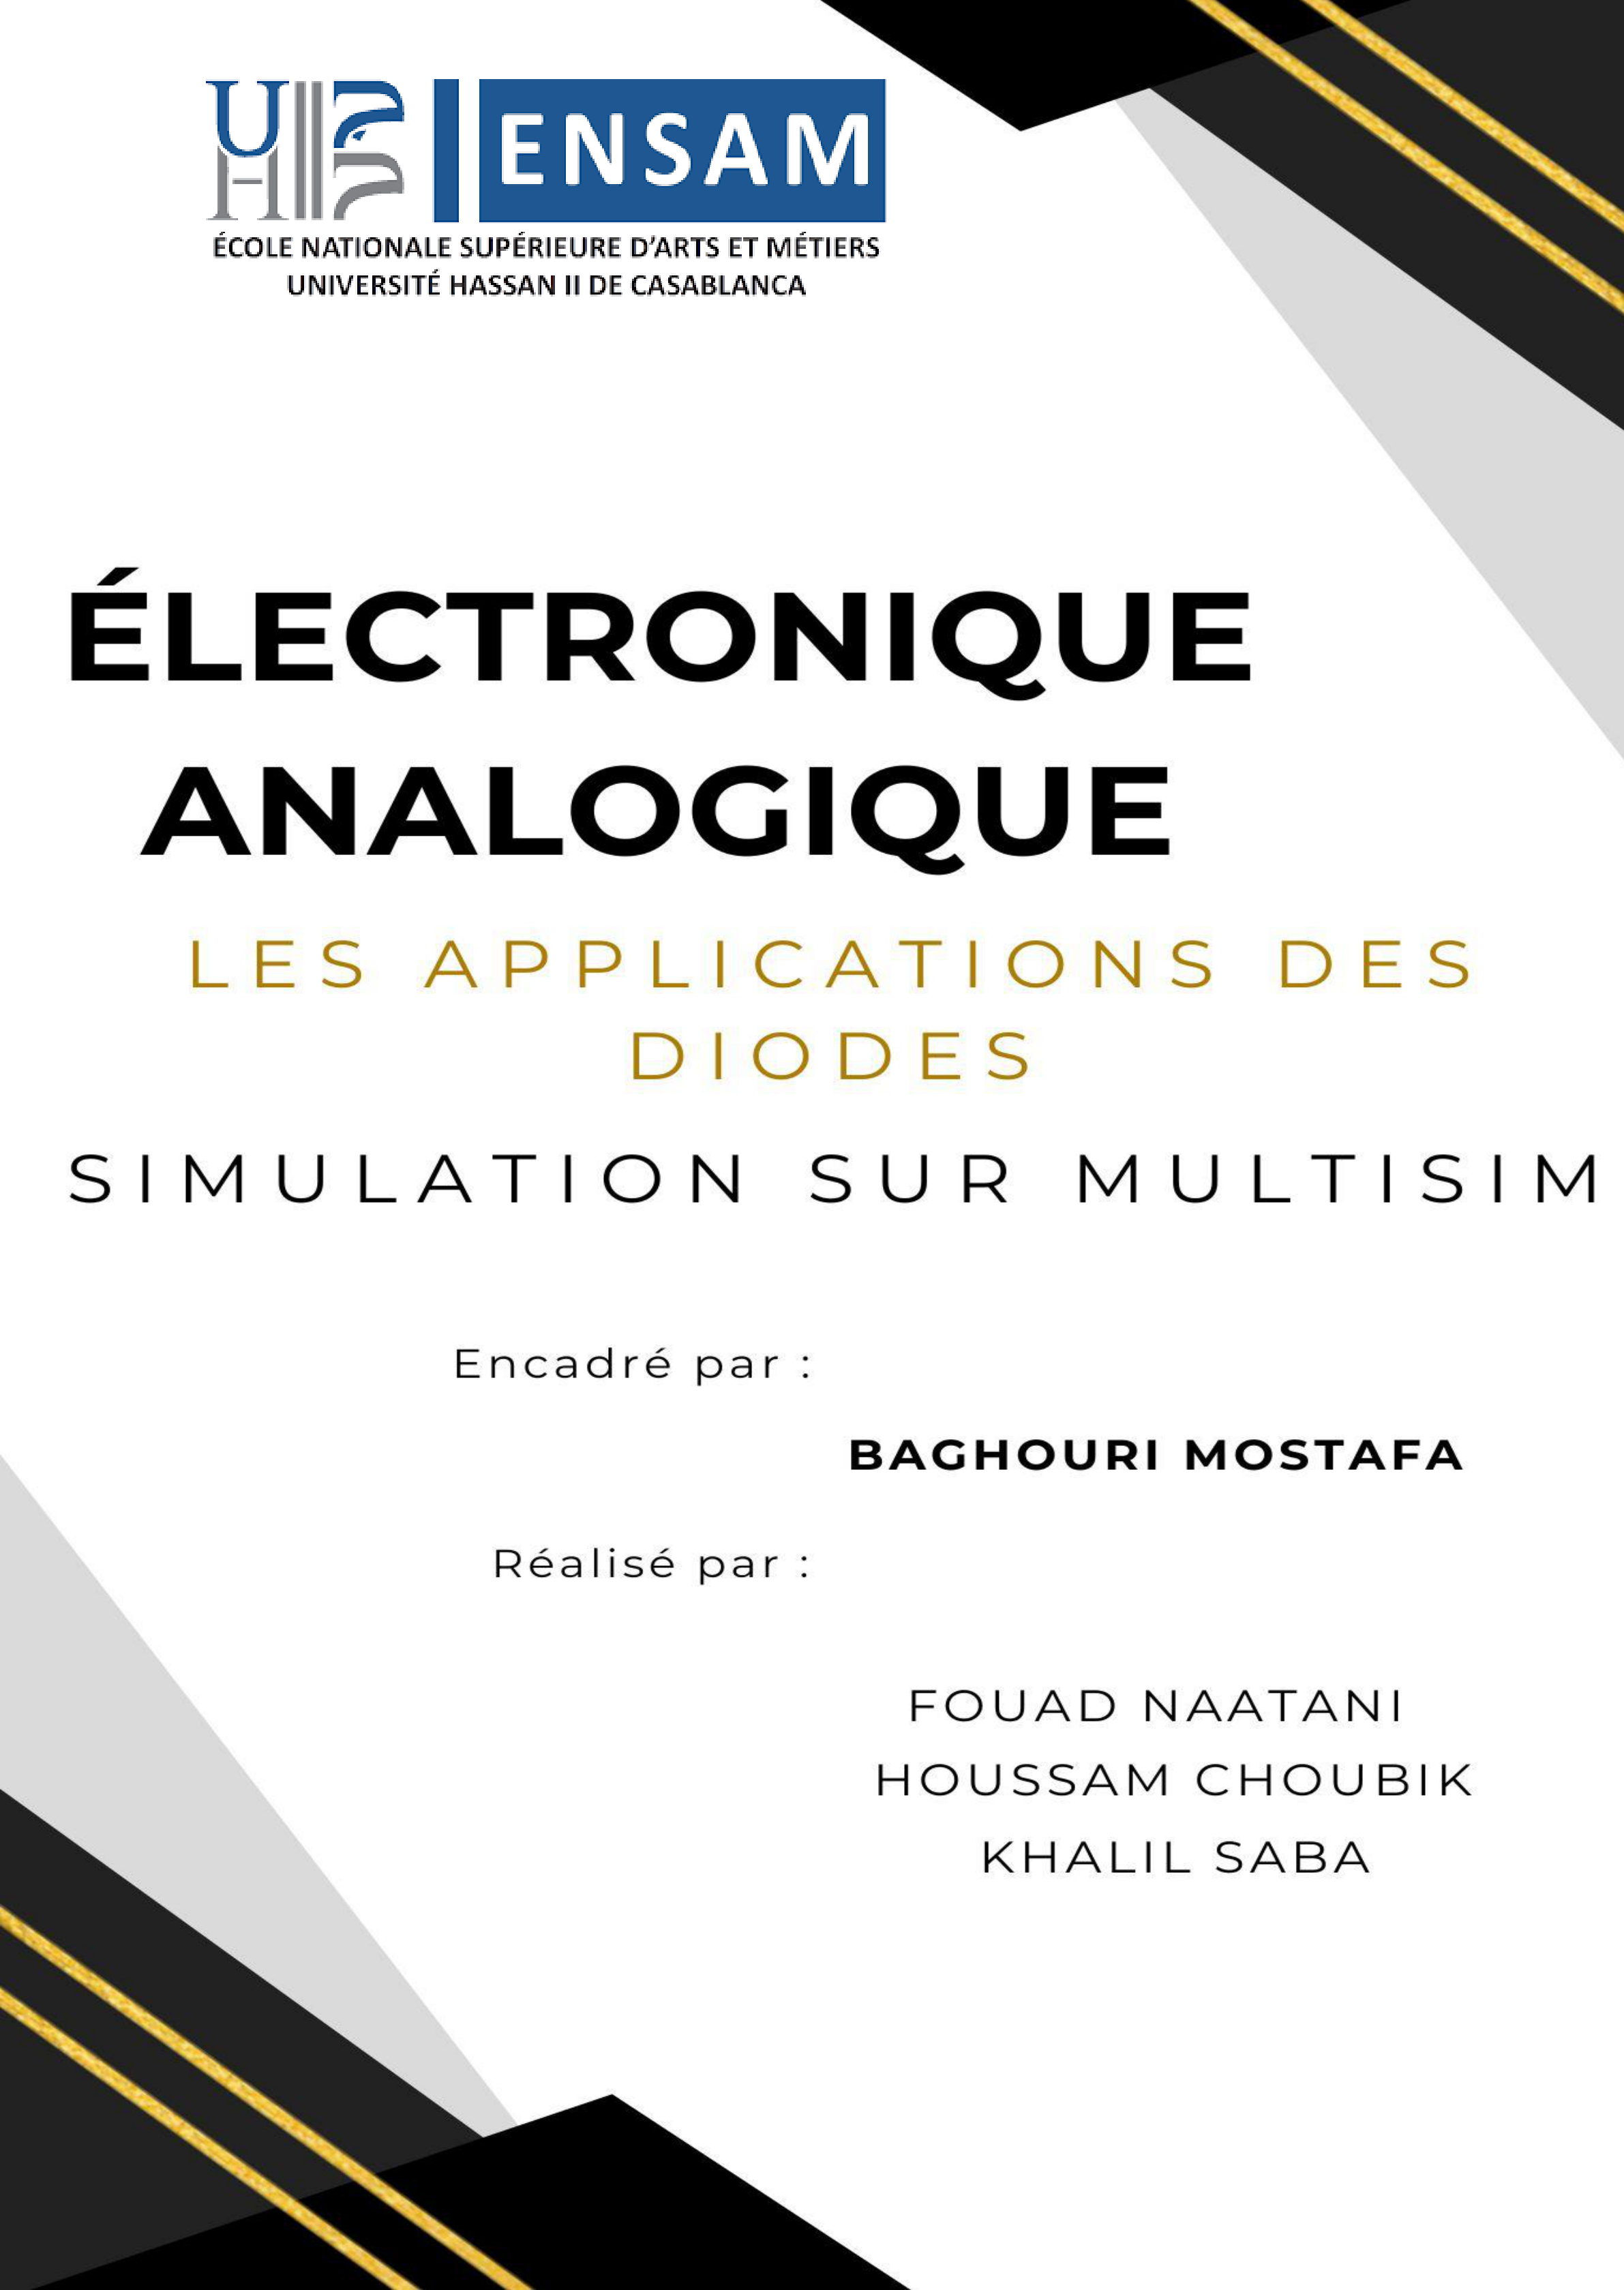 UH2C ENSAM
ÉCOLE NATIONALE SUPÉRIEURE D'ARTS ET MÉTIERS
UNIVERSITÉ HASSAN II DE CASABLANCA
ÉLECTRONIQUE
ANALOGIQUE
LES APPLICATIONS DES
DIODES
SIMULATION SUR MULTISIM
Encadré par :
BAGHOURI MOSTAFA
Réalisé par :
FOUAD NAATANI
HOUSSAM CHOUBIK
KHALIL SABA